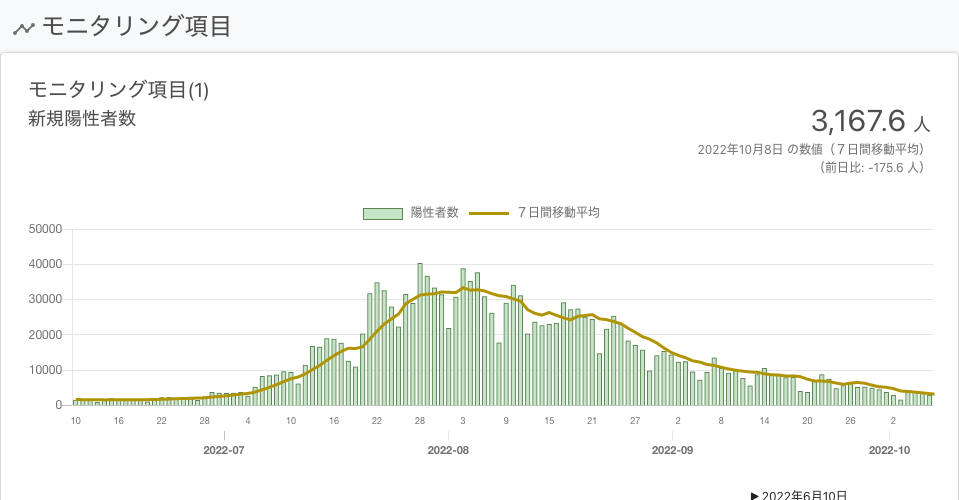 モニタリング項目
モニタリング項目(1)
新規陽性者数
3,167.6 人
2022年10月8日 の数値（７日間移動平均）
（前日比: -175.6 人）
陽性者数 ７日間移動平均
50000
40000
30000
20000
10000
0
10 16 22 28 4 10 16 22 28 3 9 15 21 27 2 8 14 20 26 2
2022-07 2022-08 2022-09 2022-10
▶ 2022年6月10日